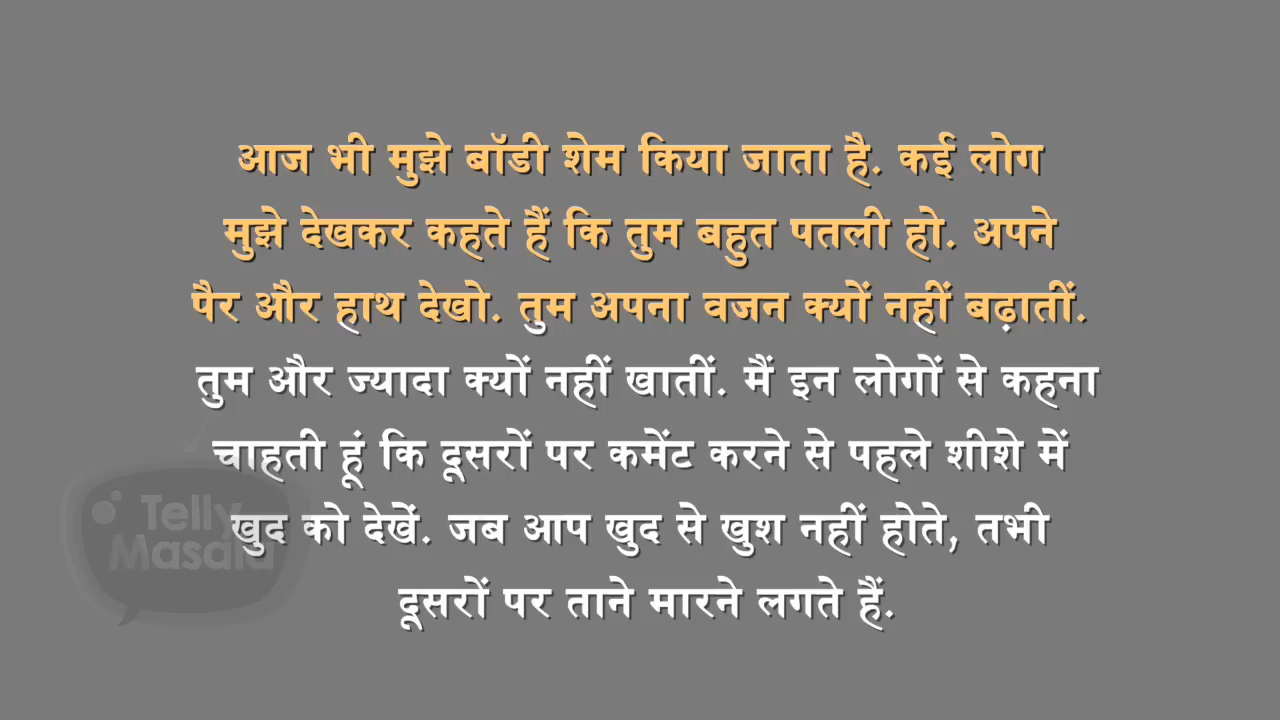 आज भी मुझे बॉडी शेम किया जाता है. कई लोग
मुझे देखकर कहते हैं कि तुम बहुत पतली हो. अपने
पैर और हाथ देखो. तुम अपना वजन क्यों नहीं बढ़ातीं.
तुम और ज्यादा क्यों नहीं खातीं. मैं इन लोगों से कहना
चाहती हूं कि दूसरों पर कमेंट करने से पहले शीशे में
खुद को देखें. जब आप खुद से खुश नहीं होते, तभी
दूसरों पर ताने मारने लगते हैं.
Telly
Masala